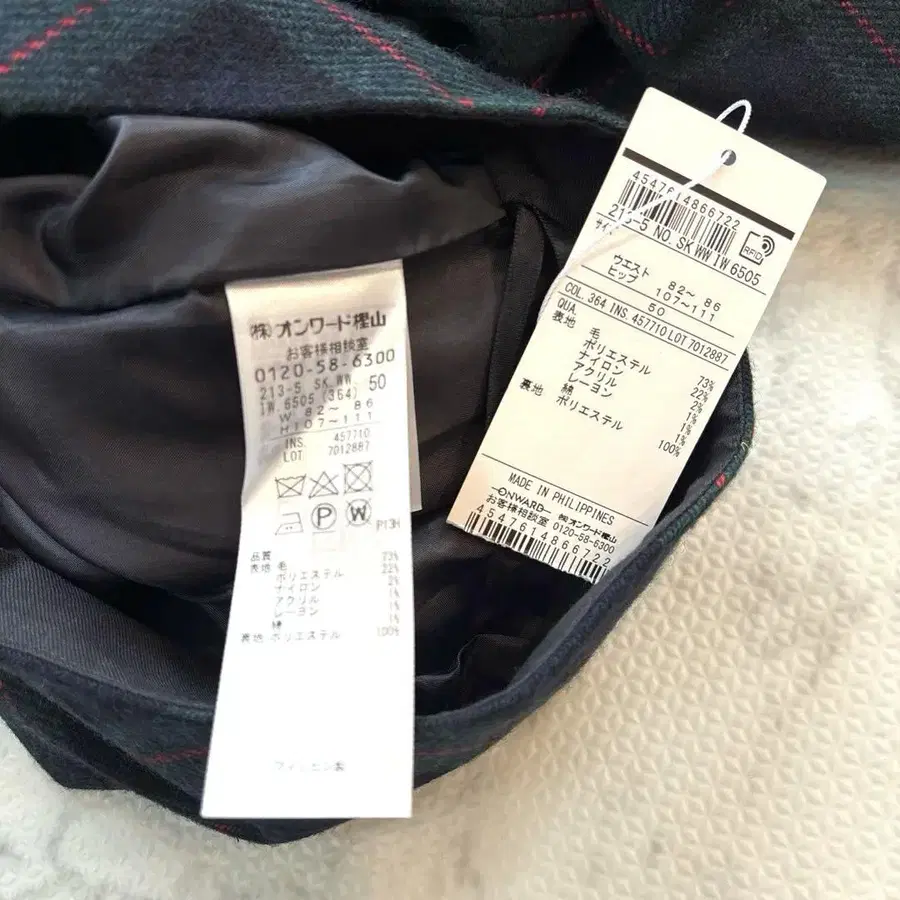 (株)オンワード樫山
お客様相談室
0120-58-6300
213-5 SK.WW. 50
IW.6505 (364)
W 82～ 86
H107～111
INS. 457710
LOT 7012887
P13H
品質
表地 毛 73%
ポリエステル 22%
ナイロン 2%
アクリル 1%
レーヨン 1%
綿 1%
裏地 ポリエステル 100%
フィリピン製
4547614866722
213-5 NO.SK.WW IW.6505
サイズ
RFID
ウエスト 82～ 86
ヒップ 107～111
50
COL. 364 INS. 457710 LOT 7012887
QUA.
表地 毛 73%
ポリエステル 22%
ナイロン 2%
アクリル 1%
レーヨン 1%
綿 1%
裏地 ポリエステル 100%
MADE IN PHILIPPINES
ONWARD (株)オンワード樫山
お客様相談室 0120-58-6300
4547614866722